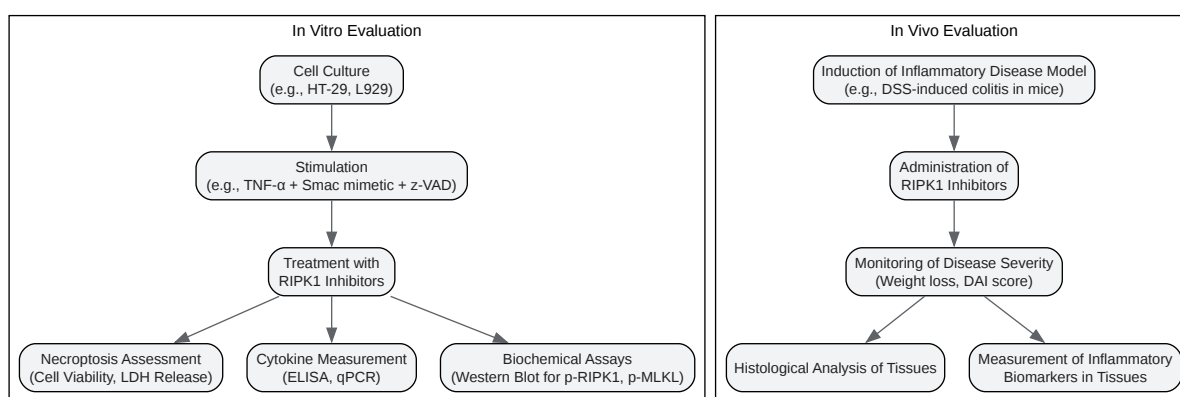 In Vitro Evaluation
Cell Culture
(e.g., HT-29, L929)
Stimulation
(e.g., TNF-α + Smac mimetic + z-VAD)
Treatment with
RIPK1 Inhibitors
Necroptosis Assessment
(Cell Viability, LDH Release)
Cytokine Measurement
(ELISA, qPCR)
Biochemical Assays
(Western Blot for p-RIPK1, p-MLKL)
In Vivo Evaluation
Induction of Inflammatory Disease Model
(e.g., DSS-induced colitis in mice)
Administration of
RIPK1 Inhibitors
Monitoring of Disease Severity
(Weight loss, DAI score)
Histological Analysis of Tissues
Measurement of Inflammatory
Biomarkers in Tissues